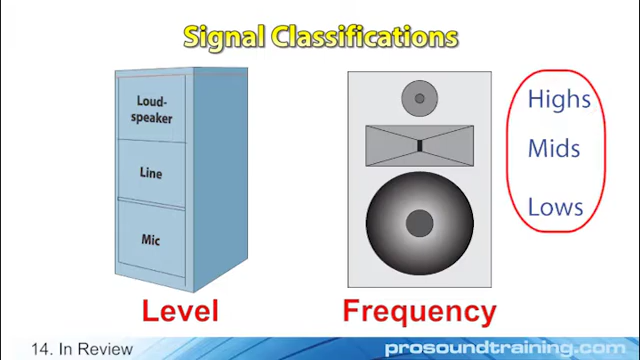 Signal Classifications
Loud-
speaker
Line
Mic
Level
Frequency
Highs
Mids
Lows
14. In Review
prosoundtraining.com